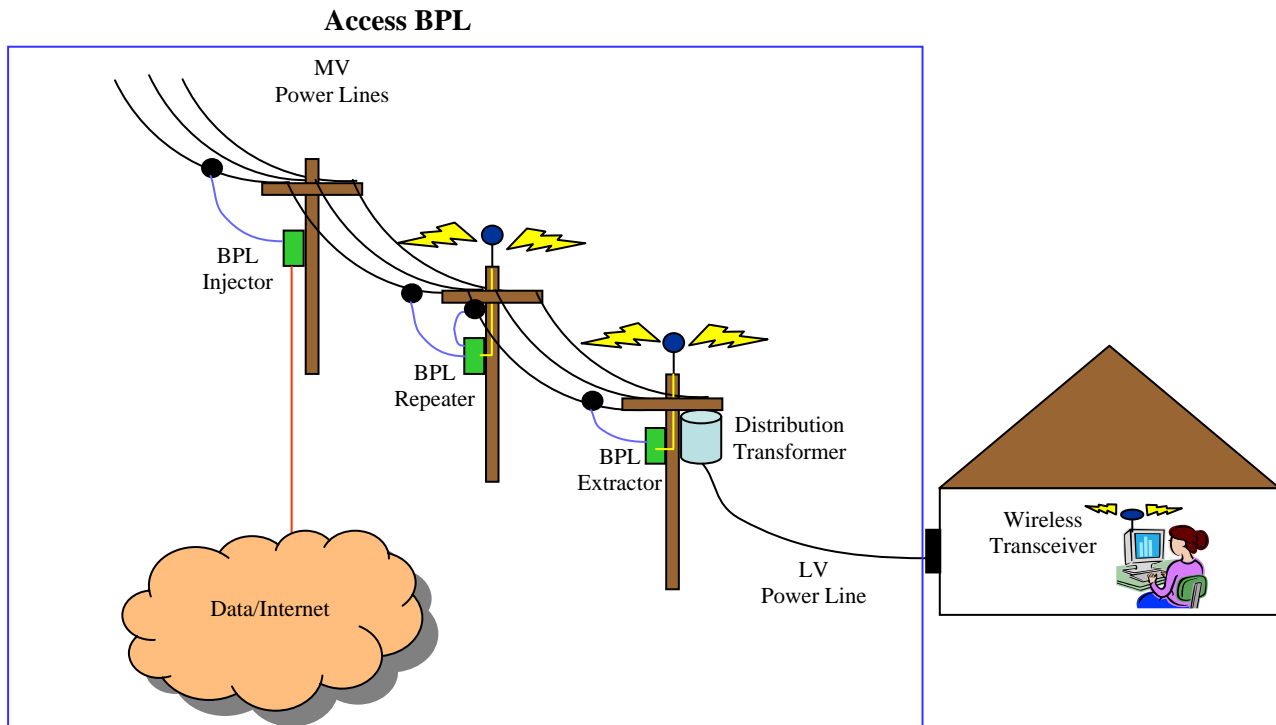 Access BPL
MV
Power Lines
BPL
Injector
BPL
Repeater
BPL
Extractor
Distribution
Transformer
Wireless
Transceiver
LV
Power Line
Data/Internet